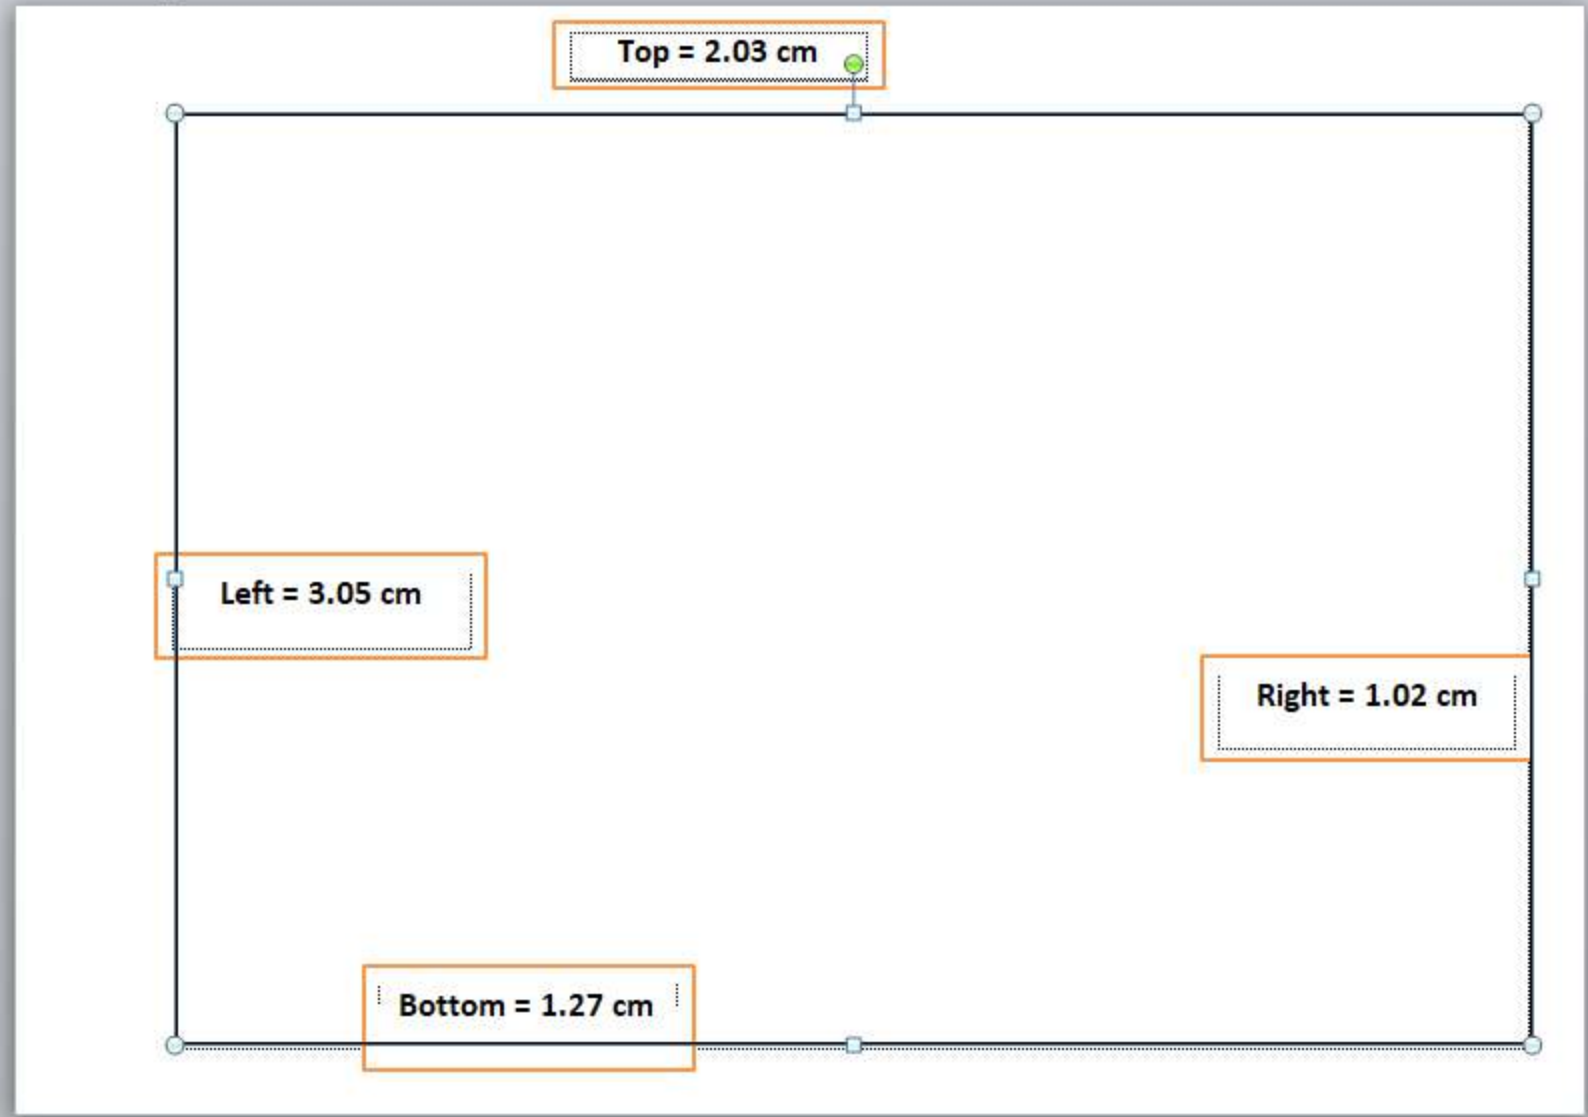 Top = 2.03 cm
Left = 3.05 cm
Right = 1.02 cm
Bottom = 1.27 cm